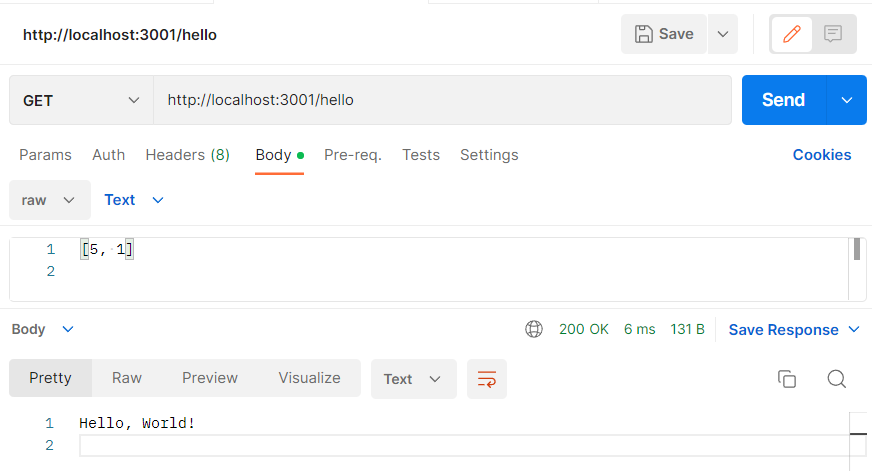 http://localhost:3001/hello Save
GET http://localhost:3001/hello Send
Params Auth Headers (8) Body Pre-req. Tests Settings Cookies
raw Text
1 [5, 1]
2
Body 200 OK 6 ms 131 B Save Response
Pretty Raw Preview Visualize Text
1 Hello, World!
2